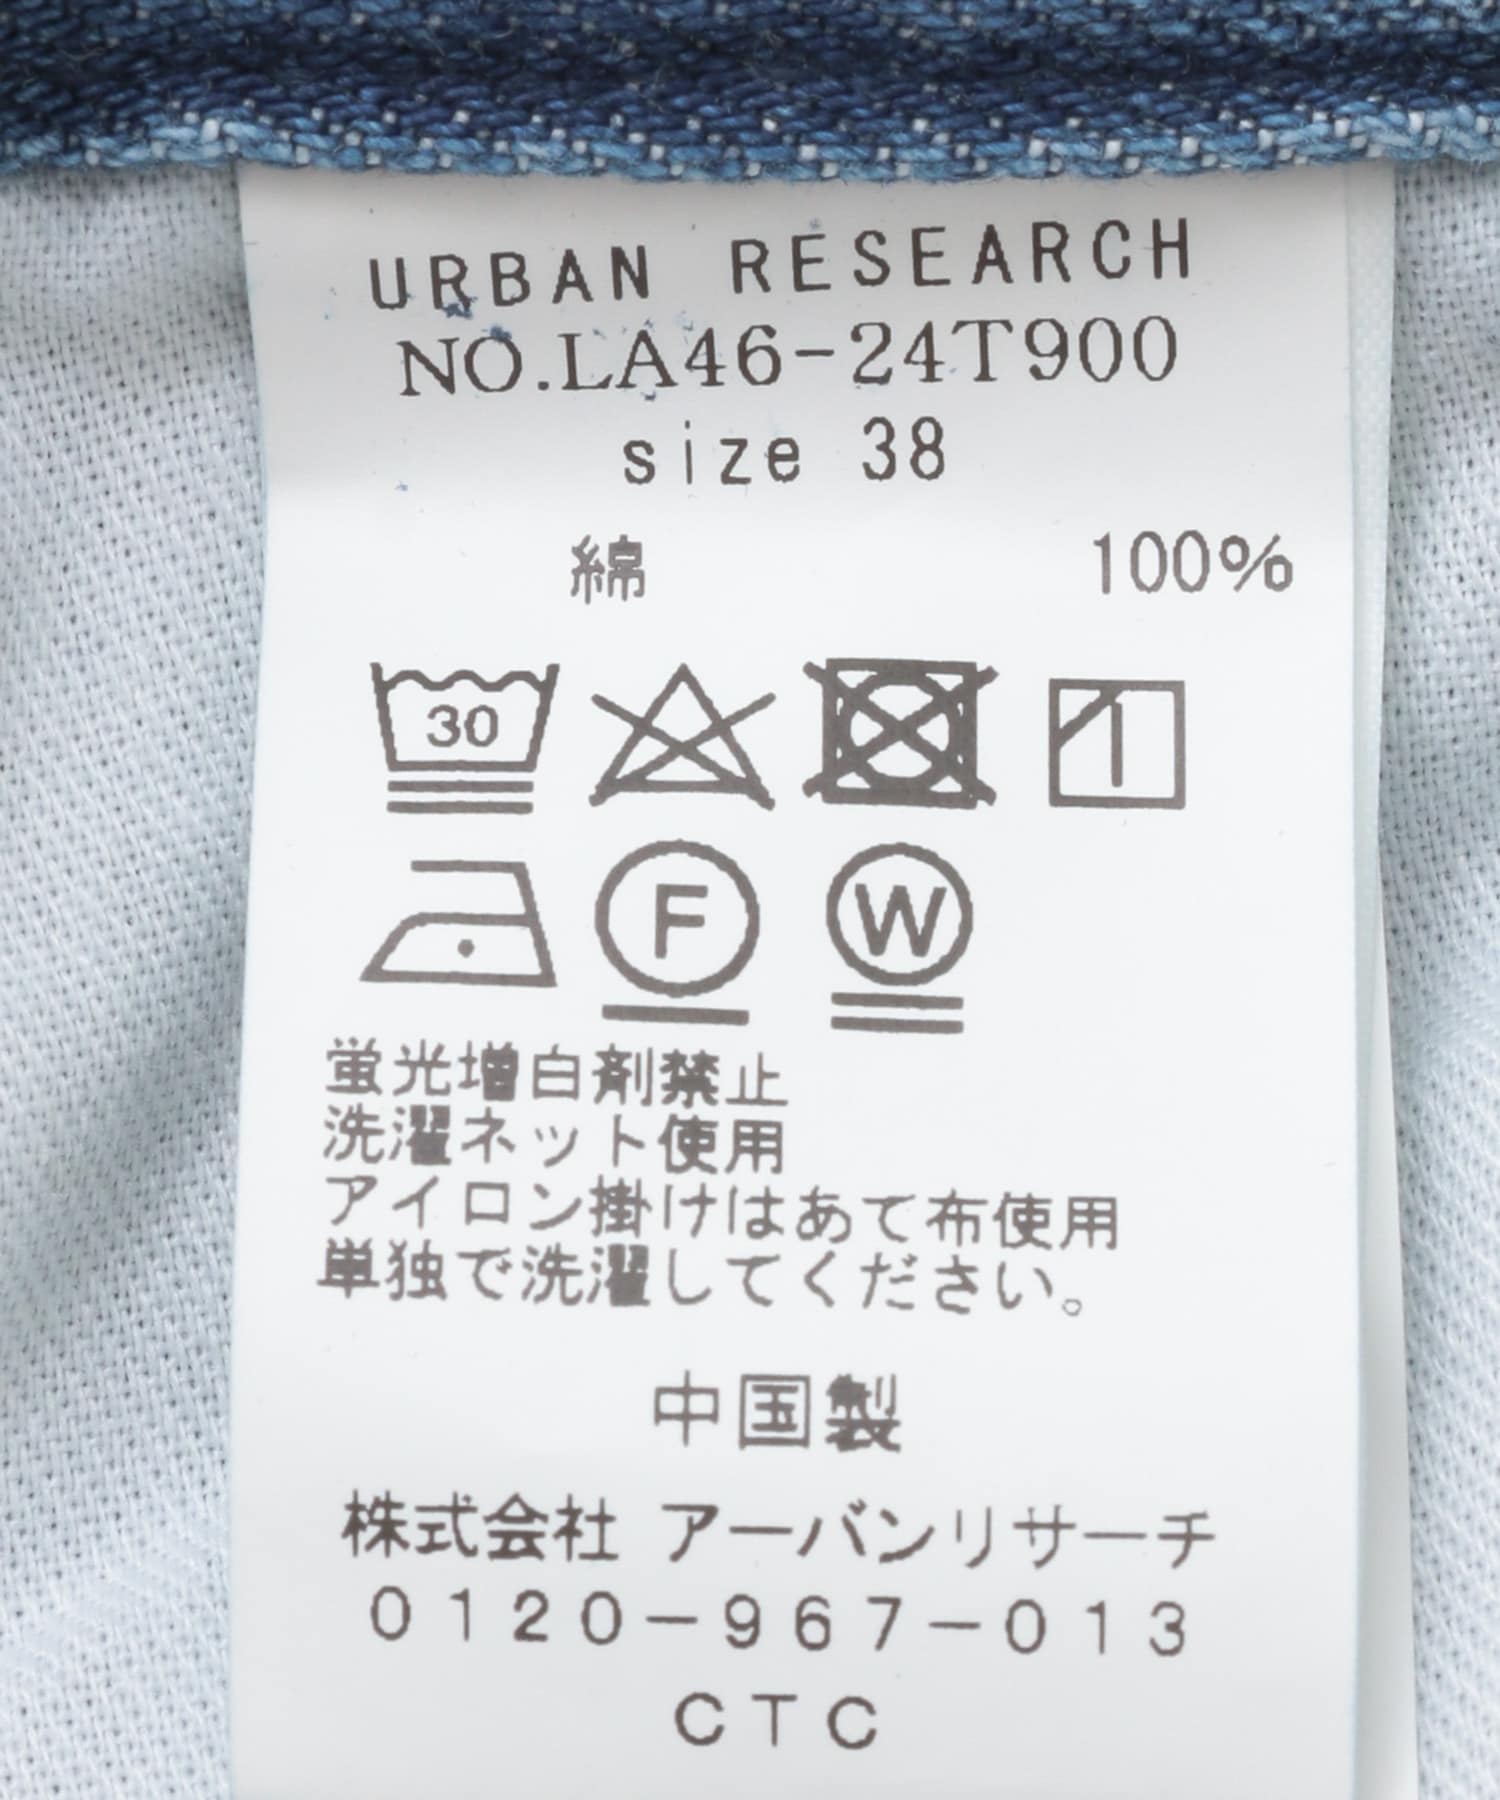 URBAN RESEARCH
NO.LA46-24T900
size 38
綿 100%
30
F W
蛍光増白剤禁止
洗濯ネット使用
アイロン掛けはあて布使用
単独で洗濯してください。
中国製
株式会社 アーバンリサーチ
0120-967-013
CTC